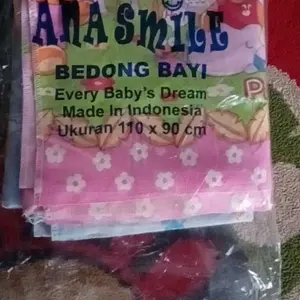 ANA SMiLE
BEDONG BAYI
Every Baby's Dream
Made In Indonesia
Ukuran 110 x 90 cm
P